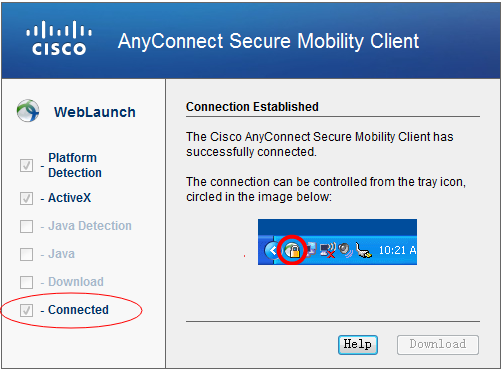 CISCO
AnyConnect Secure Mobility Client
WebLaunch
- Platform
Detection
- ActiveX
- Java Detection
- Java
- Download
- Connected
Connection Established
The Cisco AnyConnect Secure Mobility Client has
successfully connected.
The connection can be controlled from the tray icon,
circled in the image below:
10:21 A
Help
Download